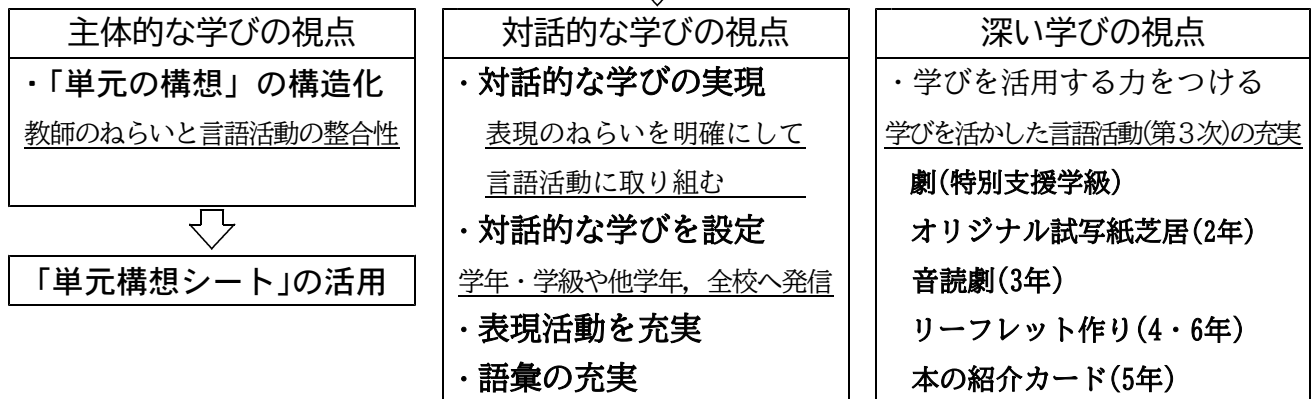 主体的な学びの視点
・「単元の構想」の構造化
教師のねらいと言語活動の整合性
「単元構想シート」の活用
対話的な学びの視点
・対話的な学びの実現
表現のねらいを明確にして
言語活動に取り組む
・対話的な学びを設定
学年・学級や他学年，全校へ発信
・表現活動を充実
・語彙の充実
深い学びの視点
・学びを活用する力をつける
学びを活かした言語活動(第３次)の充実
劇(特別支援学級)
オリジナル試写紙芝居(2年)
音読劇(3年)
リーフレット作り(4・6年)
本の紹介カード(5年)